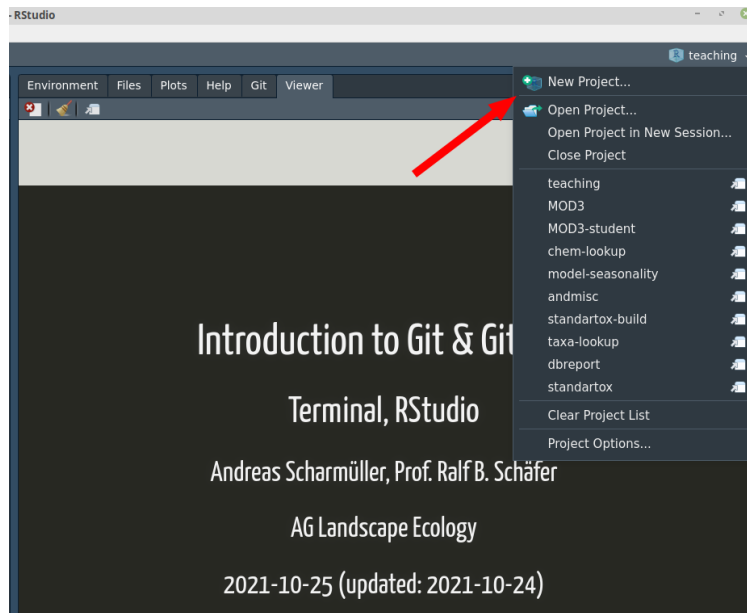 - RStudio
teaching
Environment Files Plots Help Git Viewer
New Project...
Open Project...
Open Project in New Session...
Close Project
teaching
MOD3
MOD3-student
chem-lookup
model-seasonality
andmisc
standartox-build
taxa-lookup
dbreport
standartox
Clear Project List
Project Options...
Introduction to Git & Git
Terminal, RStudio
Andreas Scharmüller, Prof. Ralf B. Schäfer
AG Landscape Ecology
2021-10-25 (updated: 2021-10-24)